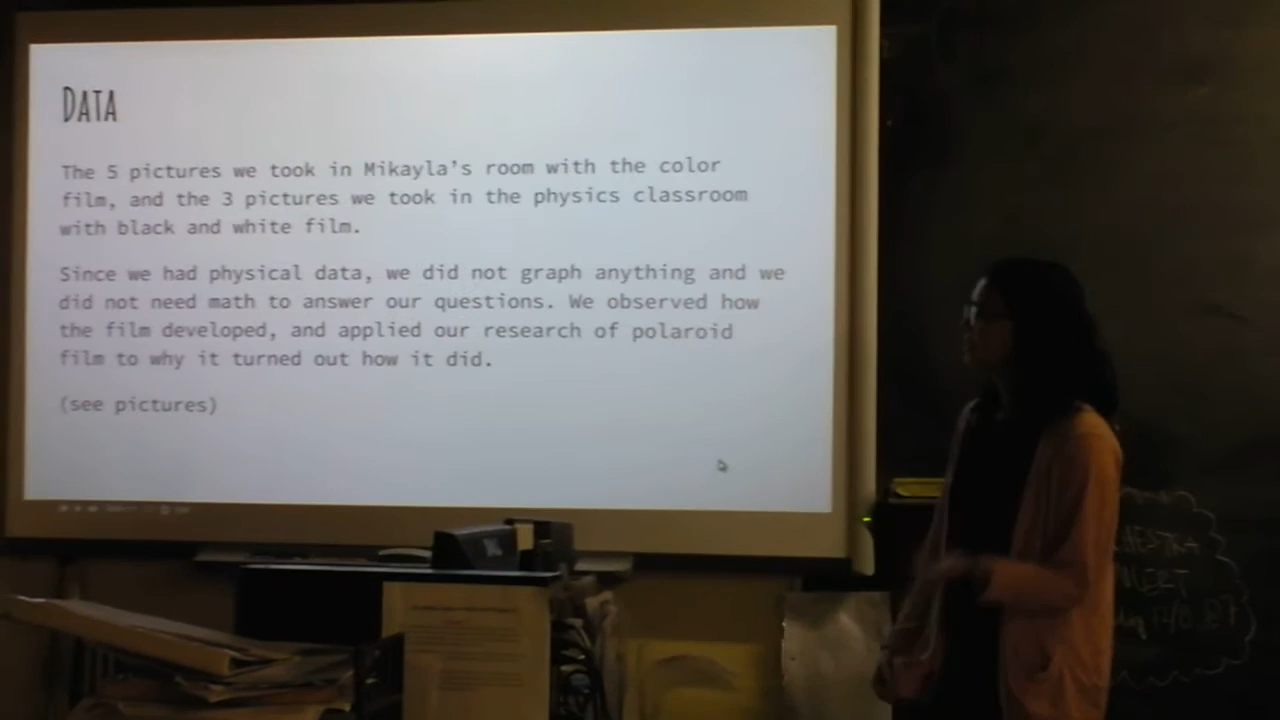 DATA
The 5 pictures we took in Mikayla's room with the color
film, and the 3 pictures we took in the physics classroom
with black and white film.
Since we had physical data, we did not graph anything and we
did not need math to answer our questions. We observed how
the film developed, and applied our research of polaroid
film to why it turned out how it did.
(see pictures)
MEET